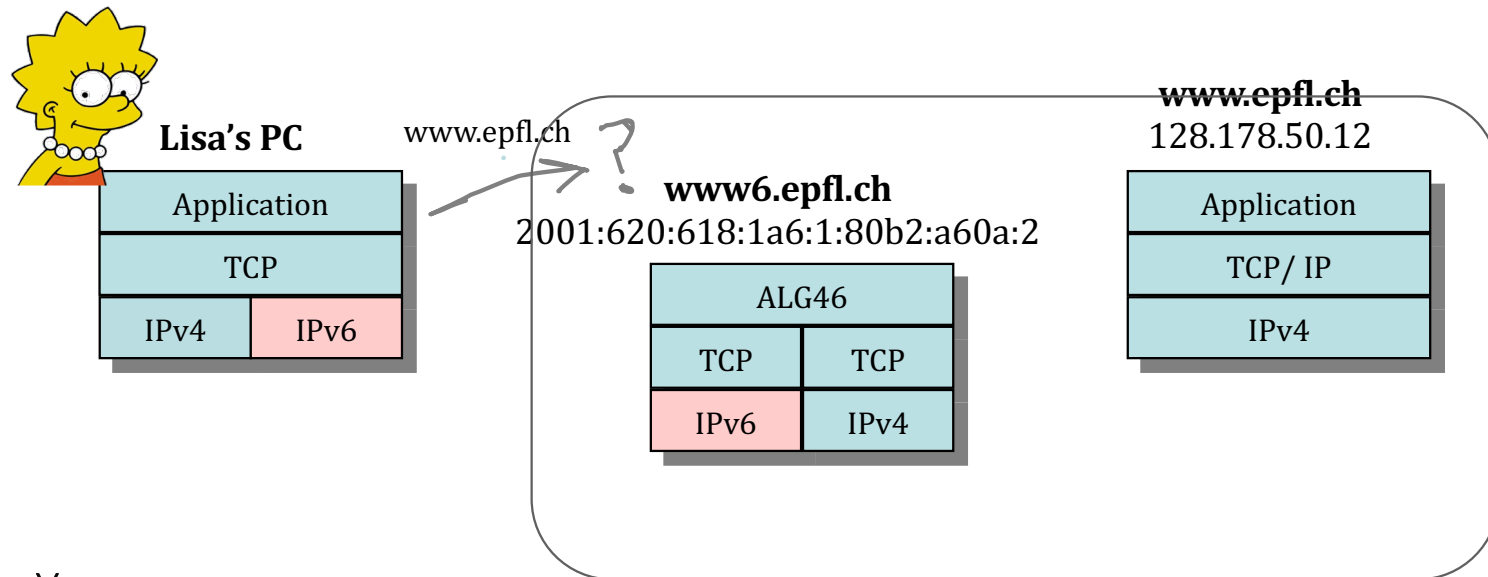 www.epfl.ch
128.178.50.12
Lisa's PC
www.epfl.ch
?
www6.epfl.ch
2001:620:618:1a6:1:80b2:a60a:2
Application
TCP
IPv4 IPv6
ALG46
TCP TCP
IPv6 IPv4
Application
TCP/ IP
IPv4